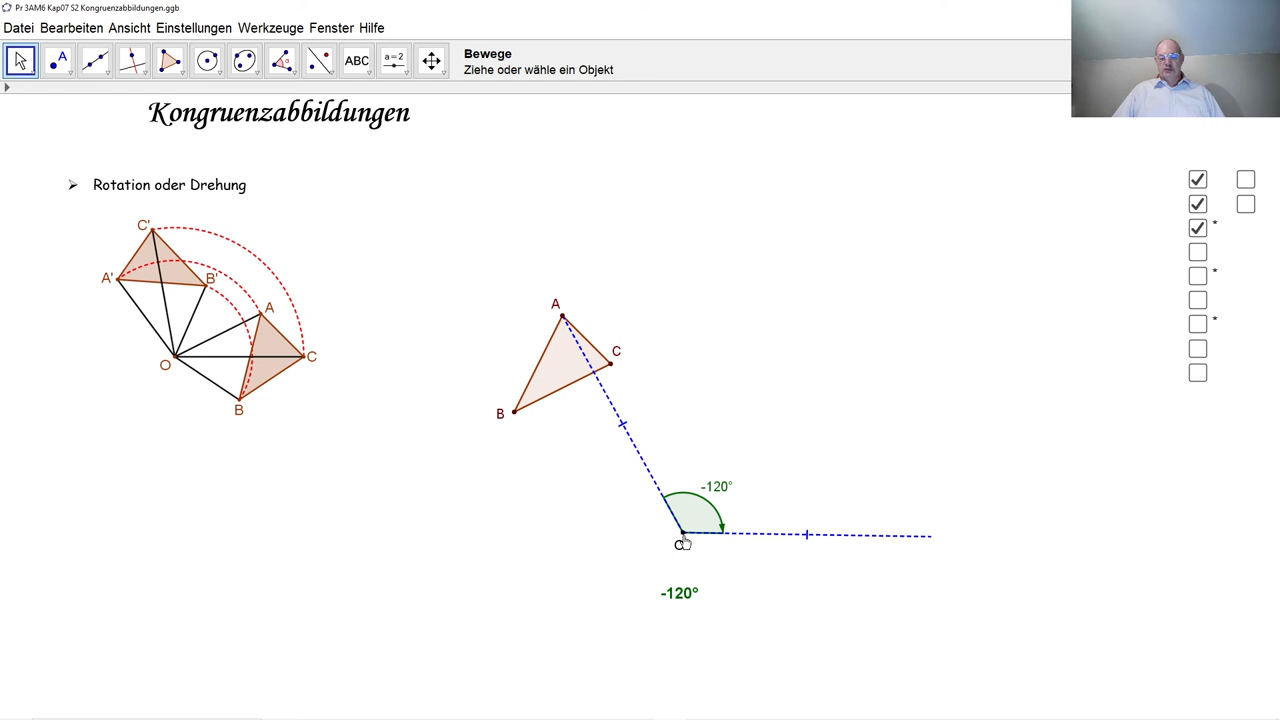 Pr 3AM6 Kap07 S2 Kongruenzabbildungen.ggb
Datei Bearbeiten Ansicht Einstellungen Werkzeuge Fenster Hilfe
A
α
ABC
a=2
Bewege
Ziehe oder wähle ein Objekt
Kongruenzabbildungen
➢ Rotation oder Drehung
C'
A'
B'
A
O
C
B
A
C
B
-120°
-120°
*
*
*